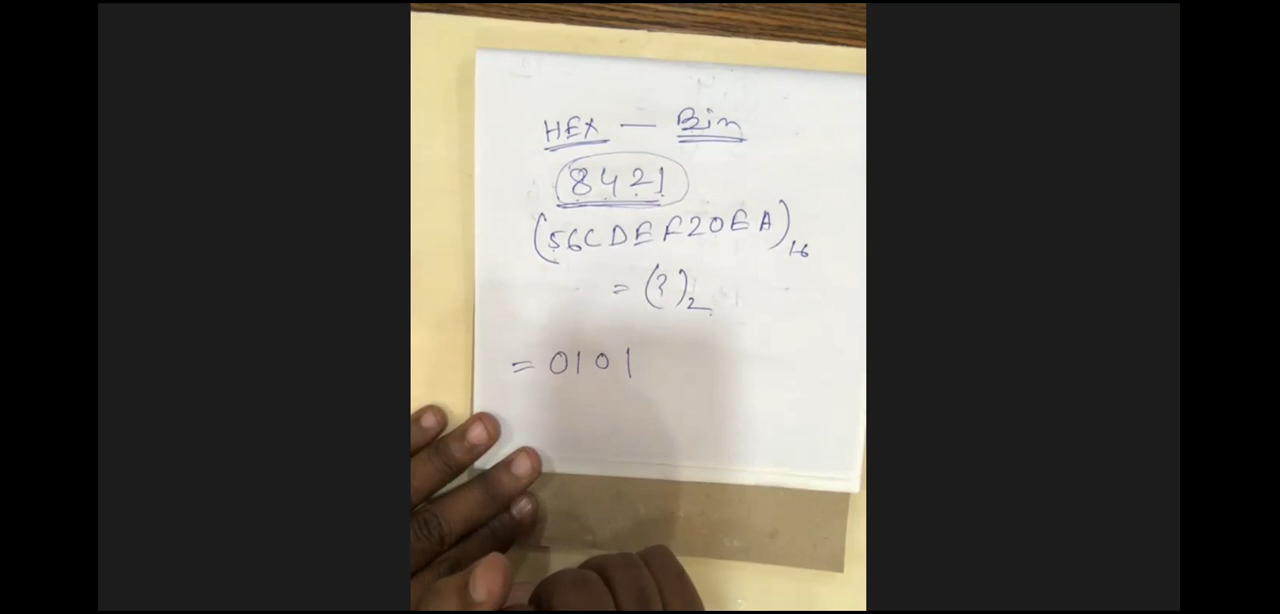 HEX — Bin
8421
(56CDEF20EA)16
= (?)2
= 0101